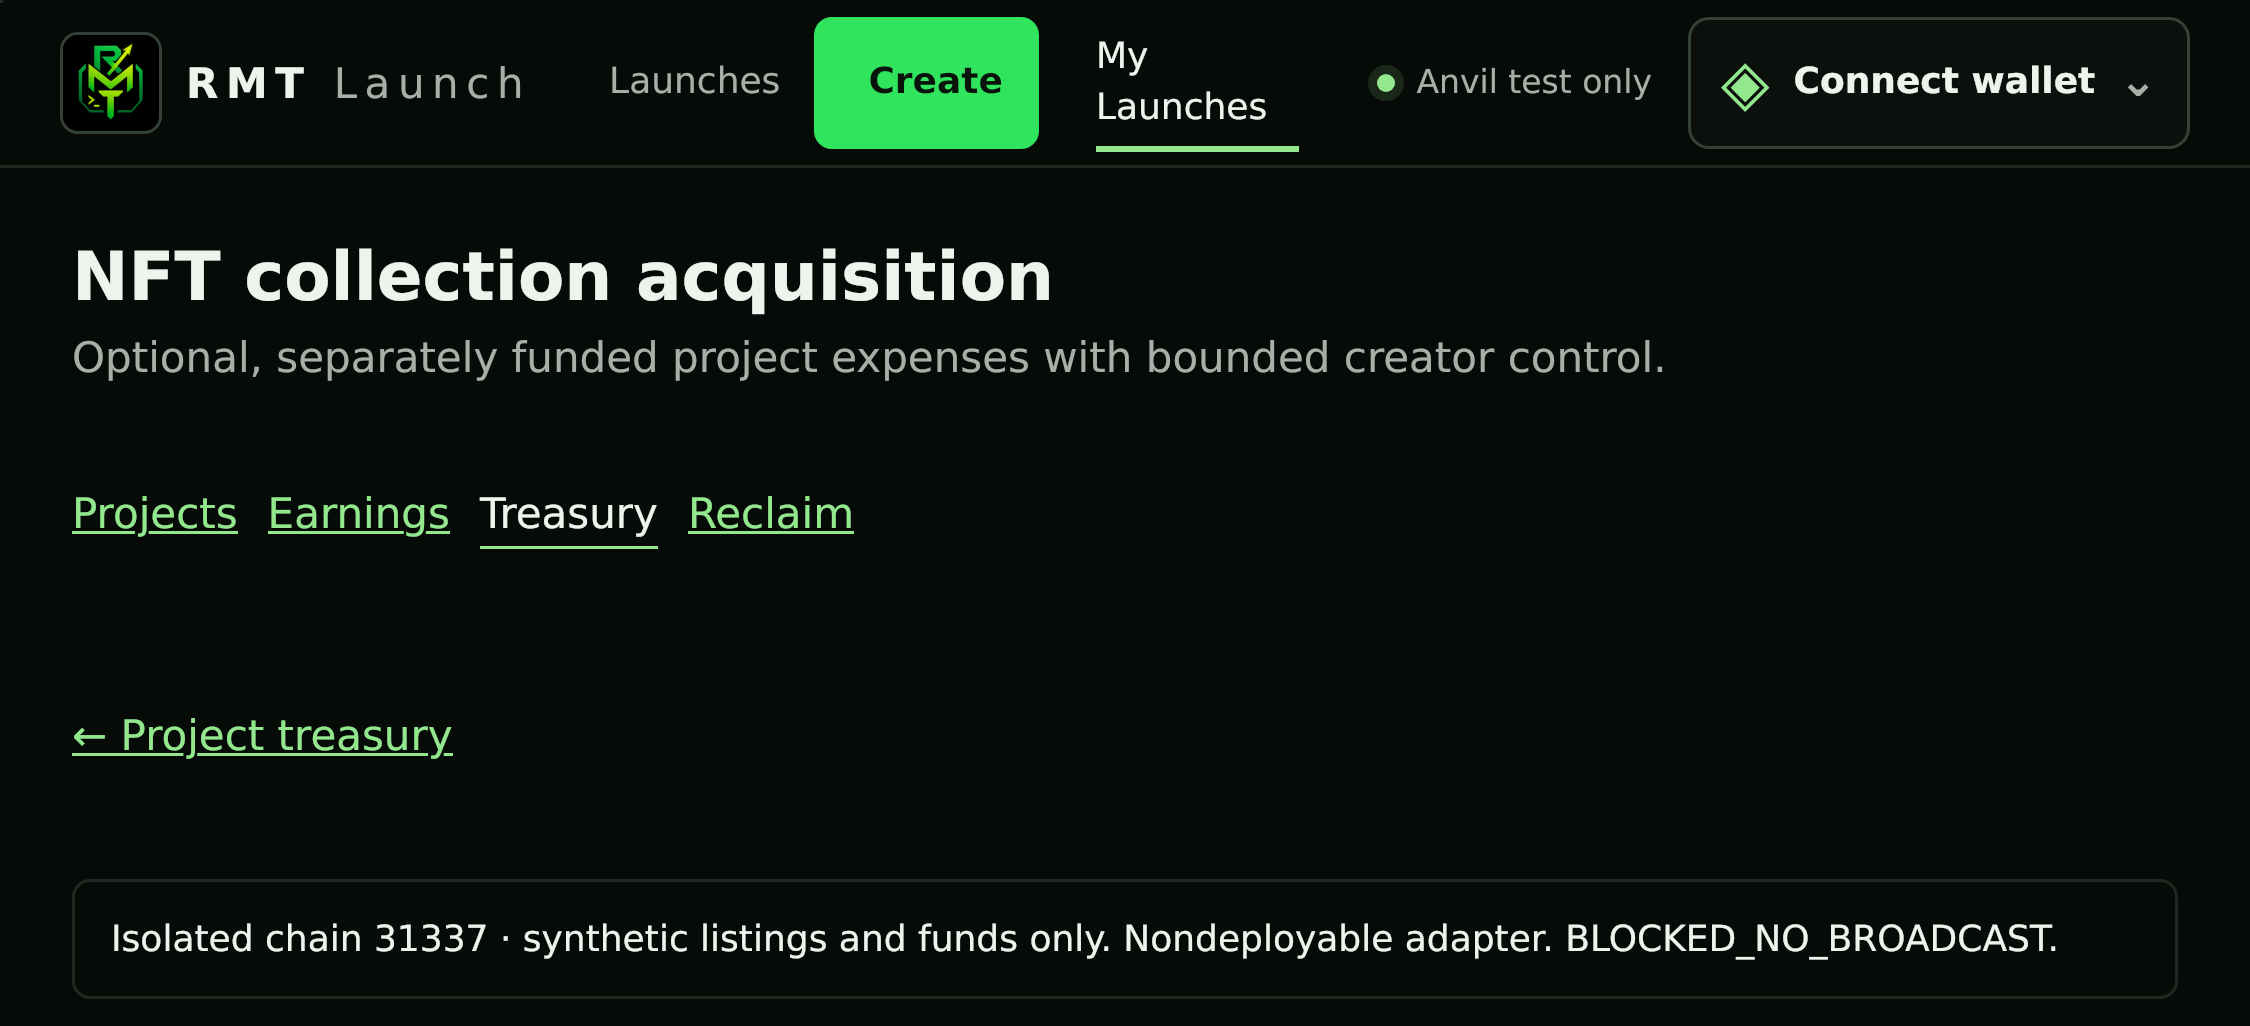 RMT Launch
Launches
Create
My
Launches
Anvil test only
Connect wallet
NFT collection acquisition
Optional, separately funded project expenses with bounded creator control.
Projects Earnings Treasury Reclaim
← Project treasury
Isolated chain 31337 · synthetic listings and funds only. Nondeployable adapter. BLOCKED_NO_BROADCAST.